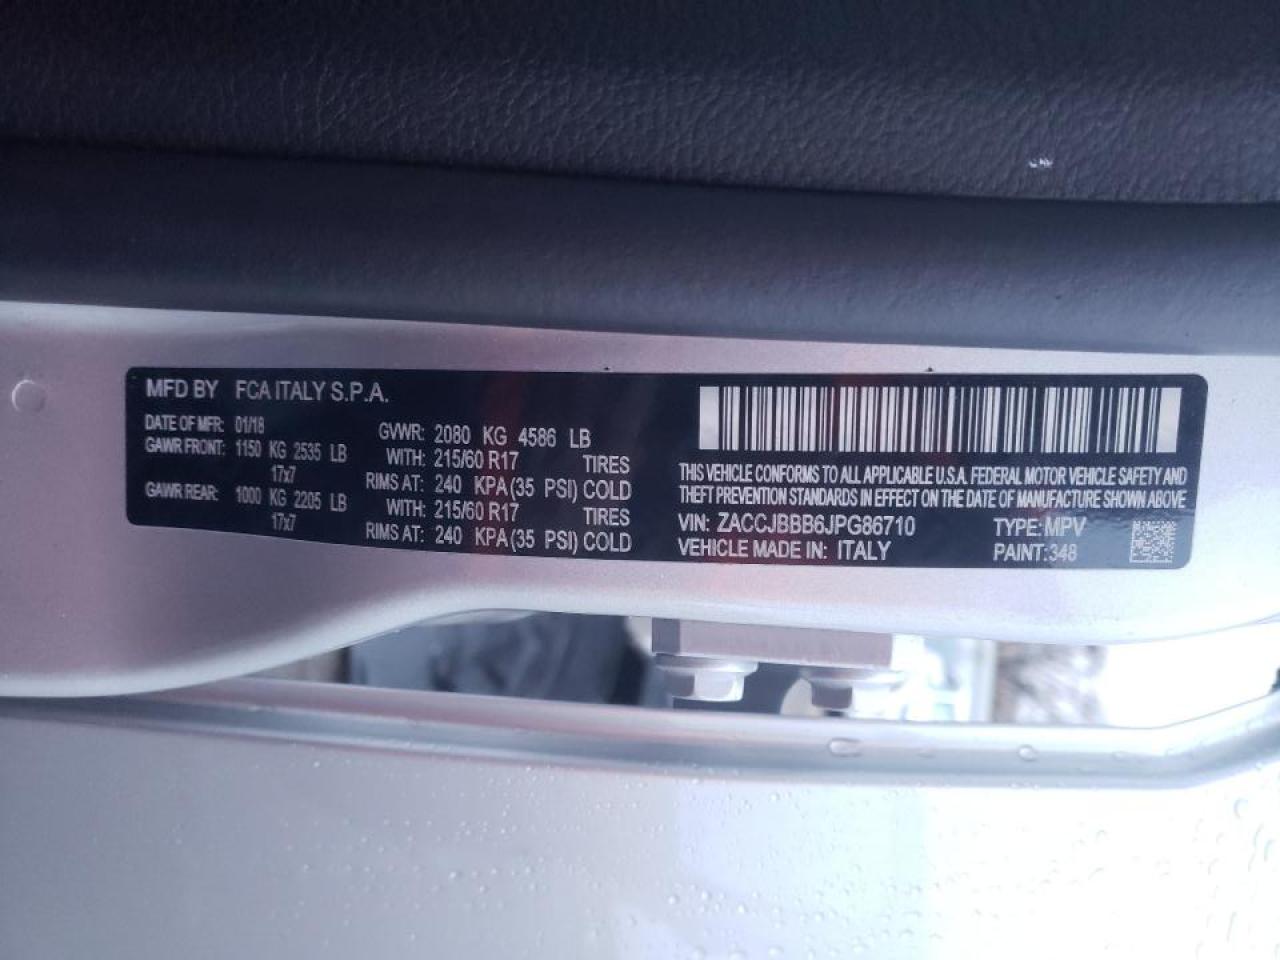 MFD BY FCA ITALY S.P.A.
DATE OF MFR: 01/18
GAWR FRONT: 1150 KG 2535 LB
17x7
GAWR REAR: 1000 KG 2205 LB
17x7
GVWR: 2080 KG 4586 LB
WITH: 215/60 R17 TIRES
RIMS AT: 240 KPA (35 PSI) COLD
WITH: 215/60 R17 TIRES
RIMS AT: 240 KPA (35 PSI) COLD
THIS VEHICLE CONFORMS TO ALL APPLICABLE U.S.A. FEDERAL MOTOR VEHICLE SAFETY AND
THEFT PREVENTION STANDARDS IN EFFECT ON THE DATE OF MANUFACTURE SHOWN ABOVE
VIN: ZACCJBBB6JPG86710 TYPE: MPV
VEHICLE MADE IN: ITALY PAINT: 348